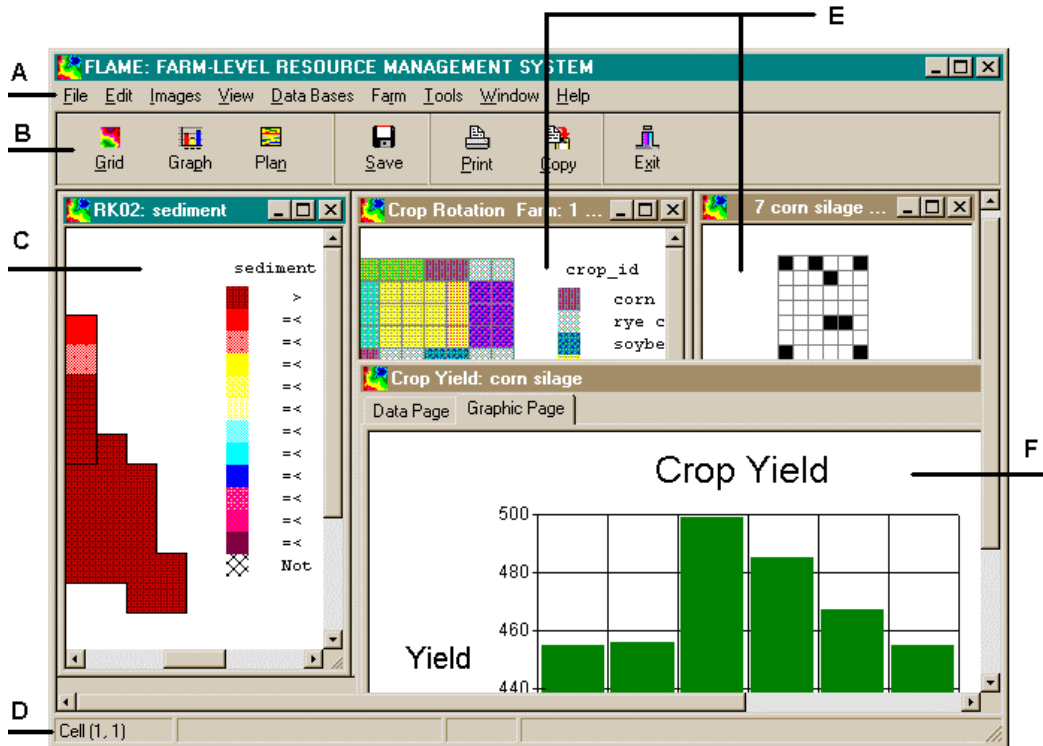 E
A
FLAME: FARM-LEVEL RESOURCE MANAGEMENT SYSTEM
File Edit Images View Data Bases Farm Tools Window Help
B
Grid Graph Plan Save Print Copy Exit
C
RK02: sediment
sediment
>
=<
=<
=<
=<
=<
=<
=<
=<
=<
=<
=<
Not
Crop Rotation Farm: 1 ...
crop_id
corn
rye c
soybe
7 corn silage ...
Crop Yield: corn silage
Data Page Graphic Page
F
Crop Yield
500
480
460
440
Yield
D
Cell (1, 1)